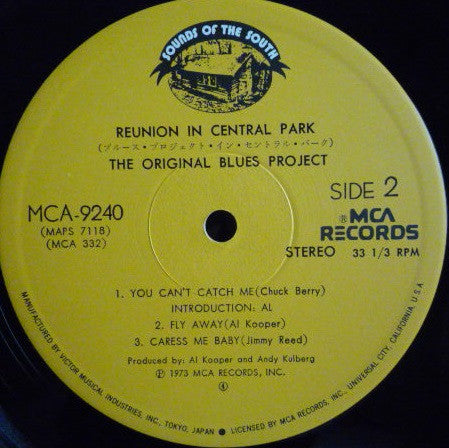 SOUNDS OF THE SOUTH
REUNION IN CENTRAL PARK
(ブルース・プロジェクト・イン・セントラル・パーク)
THE ORIGINAL BLUES PROJECT
MCA-9240
(MAPS 7118)
(MCA 332)
SIDE 2
® MCA
RECORDS
STEREO 33 1/3 RPM
1. YOU CAN'T CATCH ME(Chuck Berry)
INTRODUCTION: AL
2. FLY AWAY(Al Kooper)
3. CARESS ME BABY(Jimmy Reed)
Produced by: Al Kooper and Andy Kulberg
Ⓟ 1973 MCA RECORDS, INC.
④
MANUFACTURED BY VICTOR MUSICAL INDUSTRIES, INC., TOKYO, JAPAN ● LICENSED BY MCA RECORDS, INC., UNIVERSAL CITY, CALIFORNIA, U.S.A.